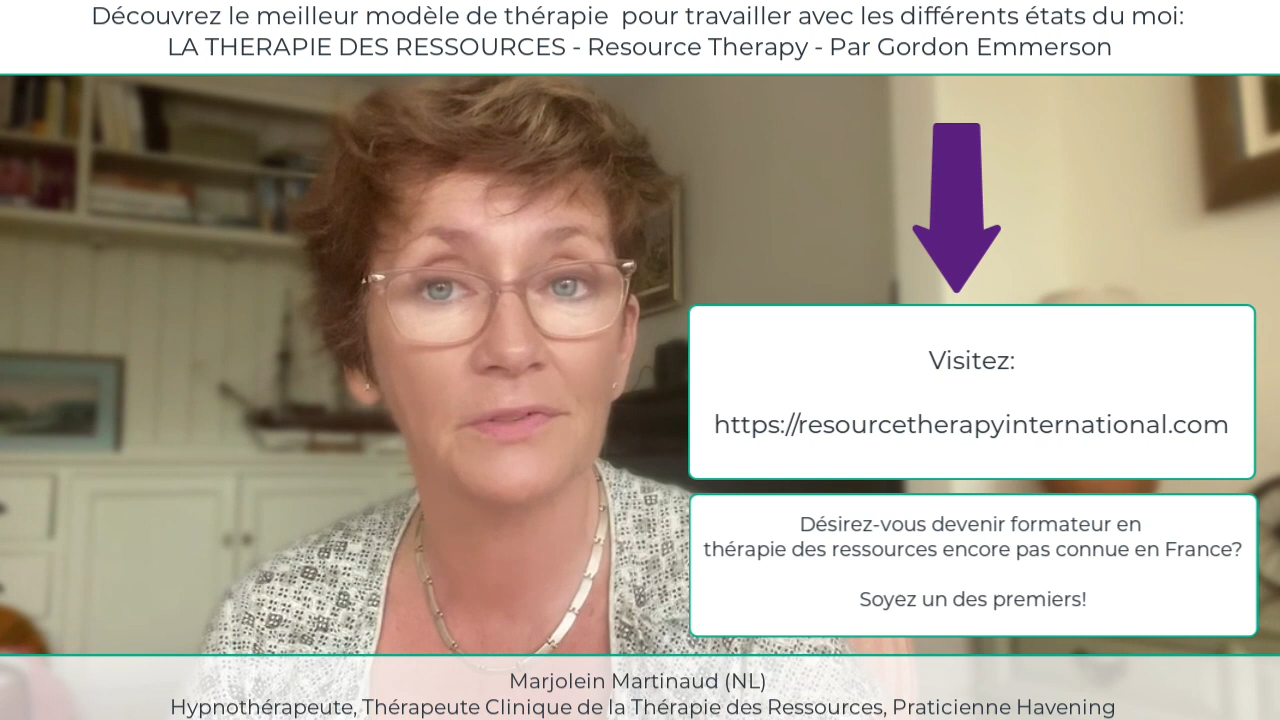 Découvrez le meilleur modèle de thérapie  pour travailler avec les différents états du moi:
LA THERAPIE DES RESSOURCES - Resource Therapy - Par Gordon Emmerson
Visitez:
https://resourcetherapyinternational.com
Désirez-vous devenir formateur en
thérapie des ressources encore pas connue en France?
Soyez un des premiers!
Marjolein Martinaud (NL)
Hypnothérapeute, Thérapeute Clinique de la Thérapie des Ressources, Praticienne Havening